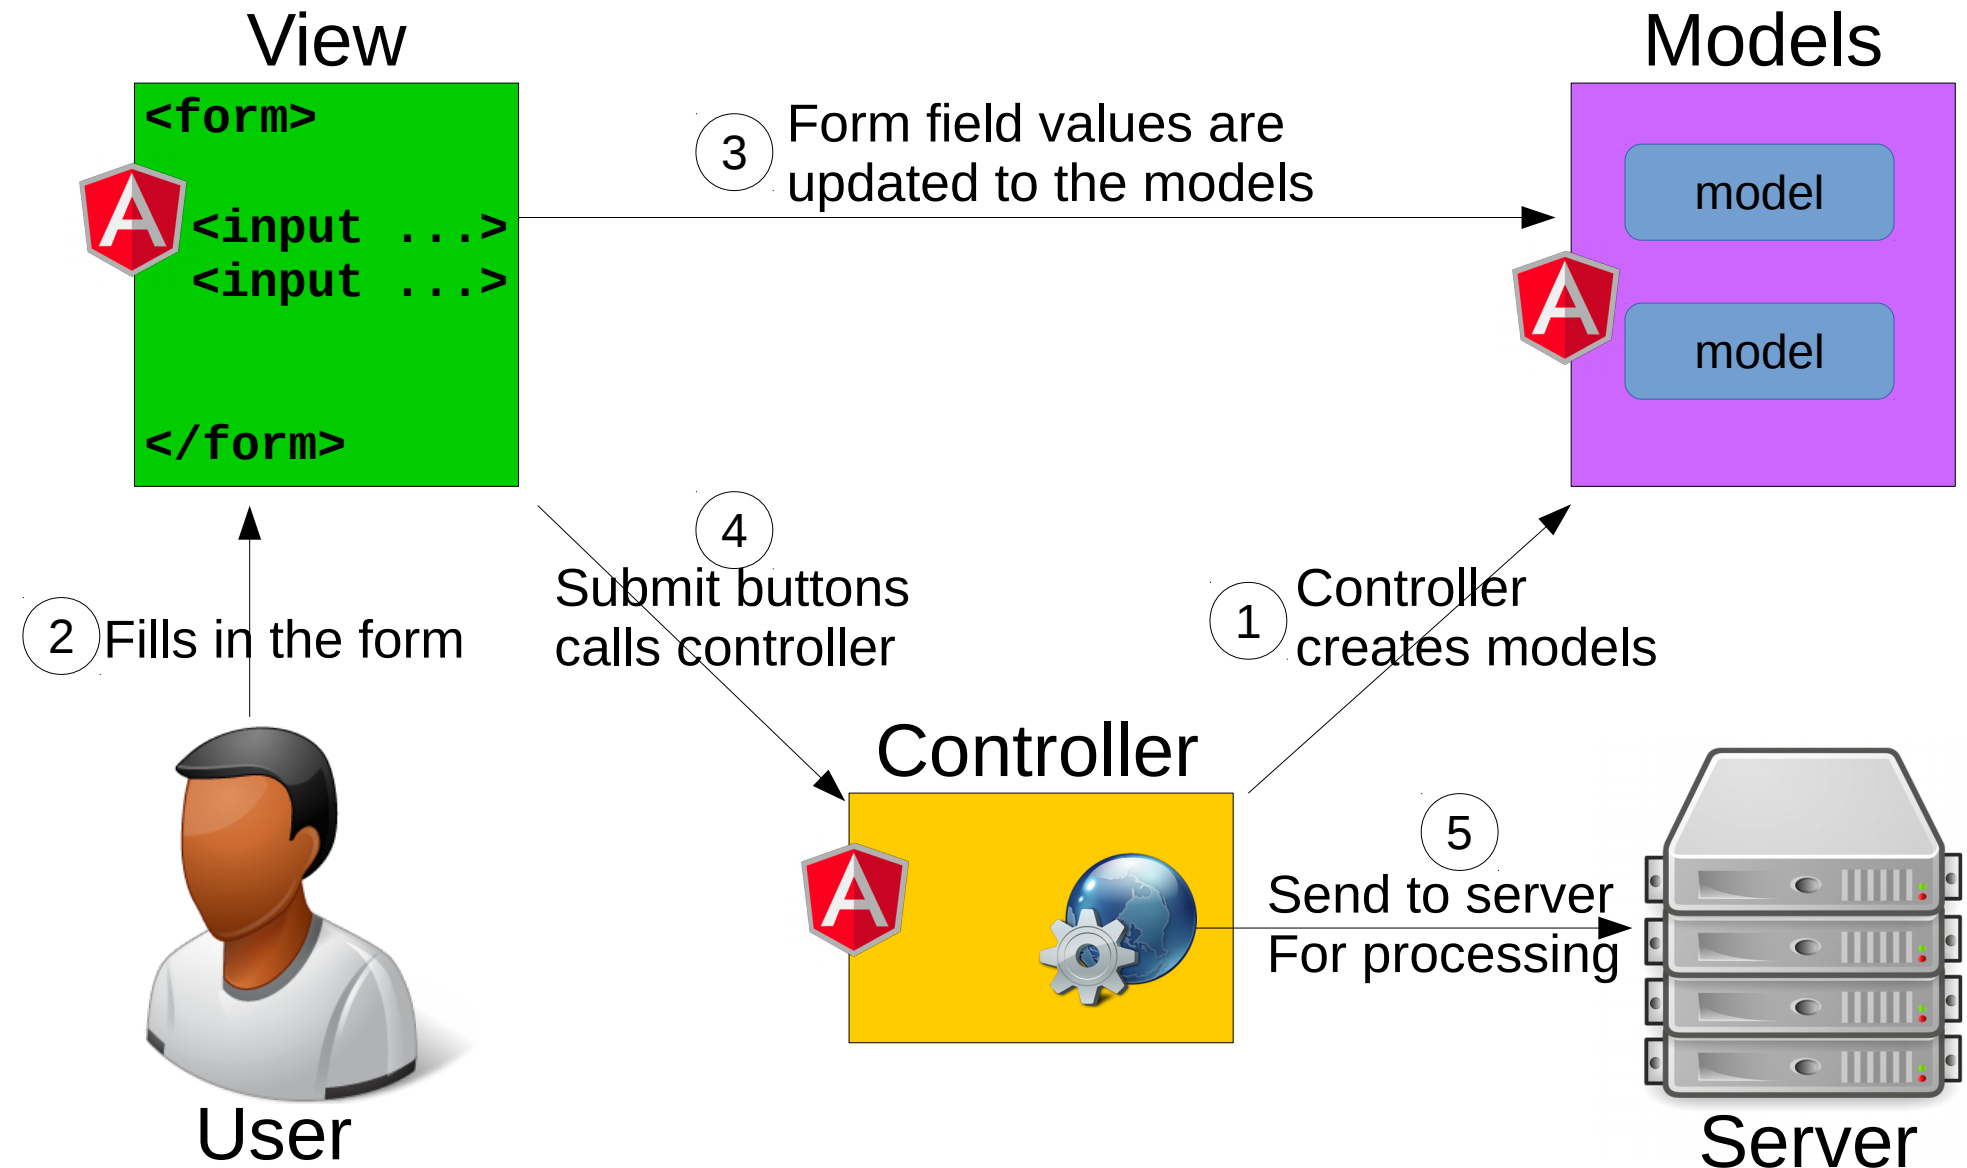 View
Models
<form>
<input ...>
<input ...>
</form>
3
Form field values are
updated to the models
model
model
4
Submit buttons
calls controller
1
Controller
creates models
2
Fills in the form
Controller
5
Send to server
For processing
User
Server